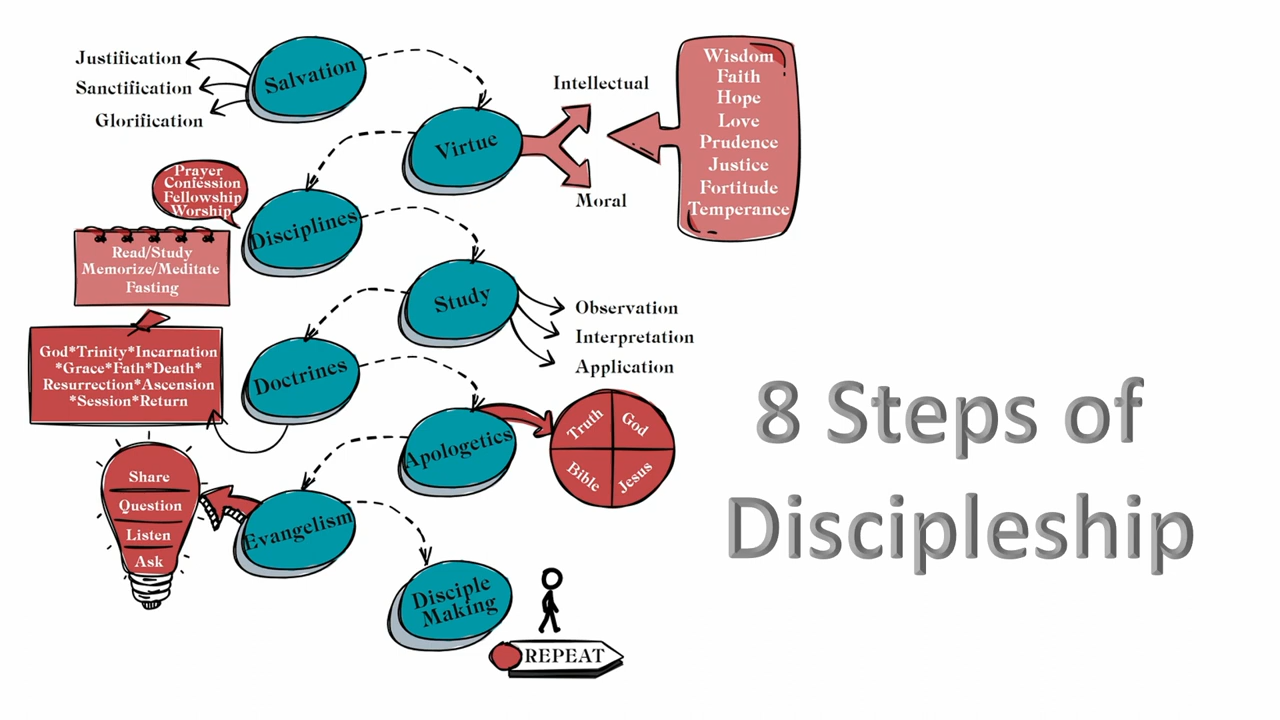 Salvation
Justification
Sanctification
Glorification
Virtue
Intellectual
Moral
Wisdom
Faith
Hope
Love
Prudence
Justice
Fortitude
Temperance
Disciplines
Prayer
Confession
Fellowship
Worship
Read/Study
Memorize/Meditate
Fasting
Study
Observation
Interpretation
Application
Doctrines
God*Trinity*Incarnation
*Grace*Fath*Death*
Resurrection*Ascension
*Session*Return
Apologetics
Truth
God
Bible
Jesus
Evangelism
Share
Question
Listen
Ask
Disciple
Making
REPEAT
8 Steps of
Discipleship